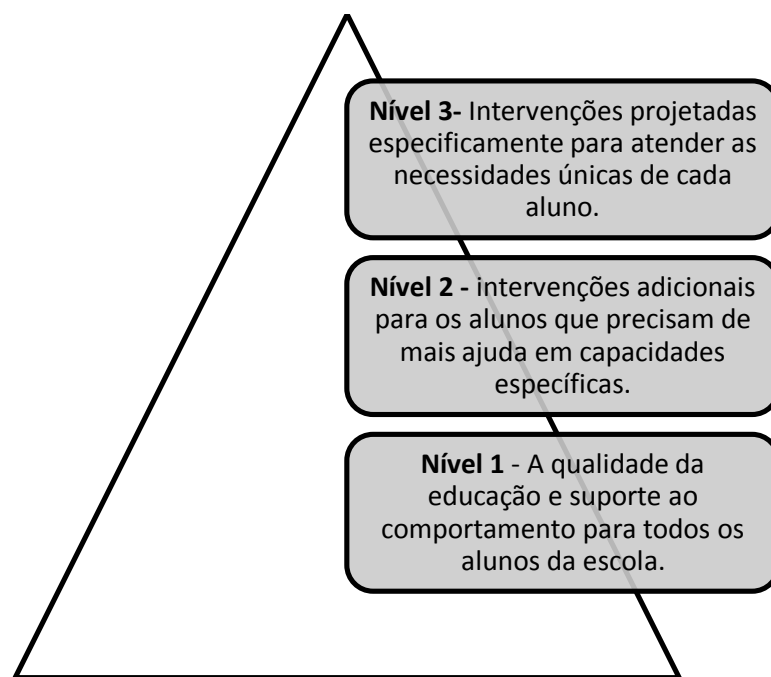 Nível 3- Intervenções projetadas
especificamente para atender as
necessidades únicas de cada
aluno.
Nível 2 - intervenções adicionais
para os alunos que precisam de
mais ajuda em capacidades
específicas.
Nível 1 - A qualidade da
educação e suporte ao
comportamento para todos os
alunos da escola.